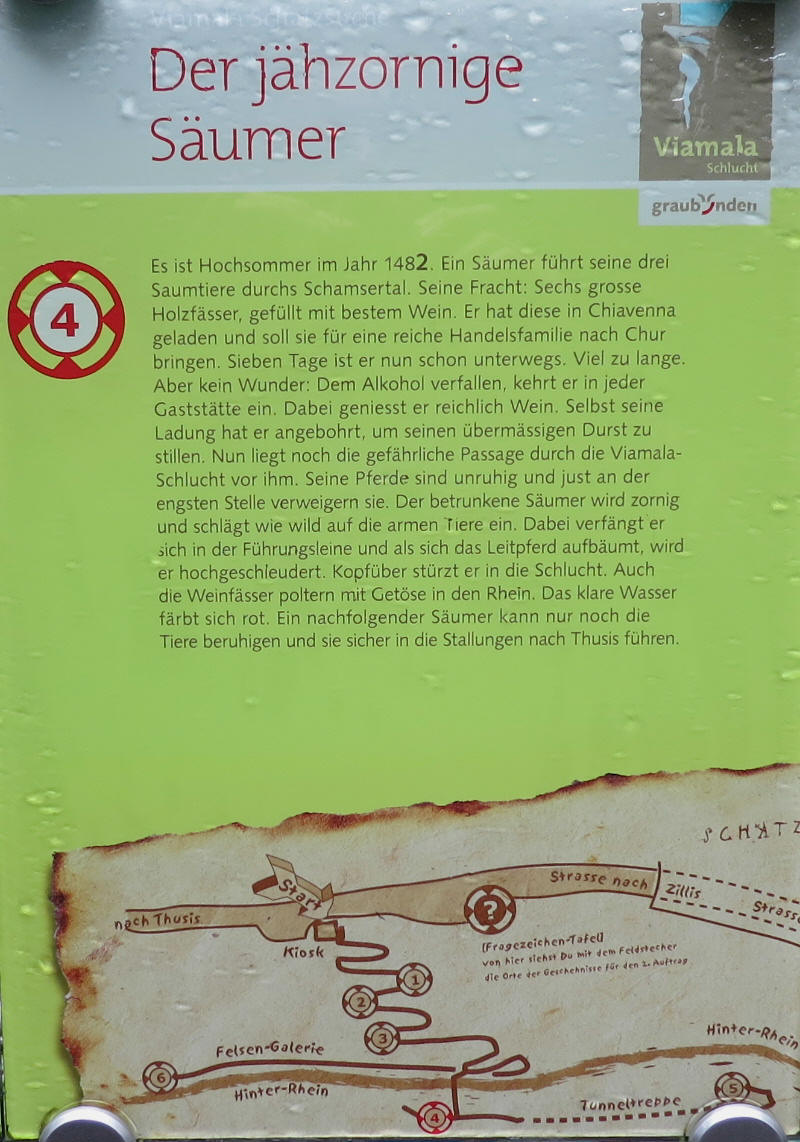 Viamala Schatzsuche
Der jähzornige
Säumer
Viamala
Schlucht
graubünden
4
Es ist Hochsommer im Jahr 1482. Ein Säumer führt seine drei
Saumtiere durchs Schamsertal. Seine Fracht: Sechs grosse
Holzfässer, gefüllt mit bestem Wein. Er hat diese in Chiavenna
geladen und soll sie für eine reiche Handelsfamilie nach Chur
bringen. Sieben Tage ist er nun schon unterwegs. Viel zu lange.
Aber kein Wunder: Dem Alkohol verfallen, kehrt er in jeder
Gaststätte ein. Dabei geniesst er reichlich Wein. Selbst seine
Ladung hat er angebohrt, um seinen übermässigen Durst zu
stillen. Nun liegt noch die gefährliche Passage durch die Viamala-
Schlucht vor ihm. Seine Pferde sind unruhig und just an der
engsten Stelle verweigern sie. Der betrunkene Säumer wird zornig
und schlägt wie wild auf die armen Tiere ein. Dabei verfängt er
sich in der Führungsleine und als sich das Leitpferd aufbäumt, wird
er hochgeschleudert. Kopfüber stürzt er in die Schlucht. Auch
die Weinfässer poltern mit Getöse in den Rhein. Das klare Wasser
färbt sich rot. Ein nachfolgender Säumer kann nur noch die
Tiere beruhigen und sie sicher in die Stallungen nach Thusis führen.
SCHATZ
Start
Strasse nach
Zillis
Strasse
nach Thusis
?
Kiosk
[Fragezeichen-Tafel]
von hier siehst Du mit dem Feldstecher
die Orte der Geschehnisse für den 2. Auftrag
1
2
3
Hinter-Rhein
Felsen-Galerie
6
Hinter-Rhein
5
Tunneltreppe
4